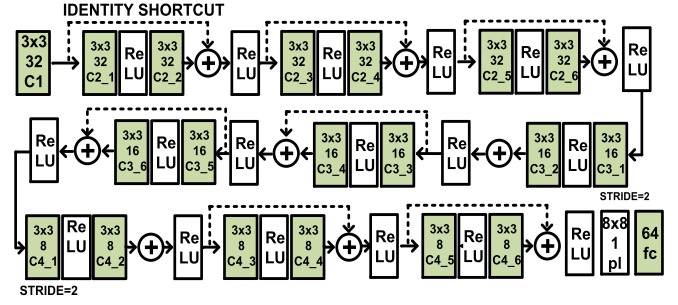 IDENTITY SHORTCUT
3x3
32
C1
3x3
32
C2_1
Re
LU
3x3
32
C2_2
+
Re
LU
3x3
32
C2_3
Re
LU
3x3
32
C2_4
+
Re
LU
3x3
32
C2_5
Re
LU
3x3
32
C2_6
+
Re
LU
3x3
16
C3_1
Re
LU
3x3
16
C3_2
+
Re
LU
3x3
16
C3_3
Re
LU
3x3
16
C3_4
+
Re
LU
3x3
16
C3_5
Re
LU
3x3
16
C3_6
+
Re
LU
STRIDE=2
3x3
8
C4_1
Re
LU
3x3
8
C4_2
+
Re
LU
3x3
8
C4_3
Re
LU
3x3
8
C4_4
+
Re
LU
3x3
8
C4_5
Re
LU
3x3
8
C4_6
+
Re
LU
8x8
1
pl
64
fc
STRIDE=2